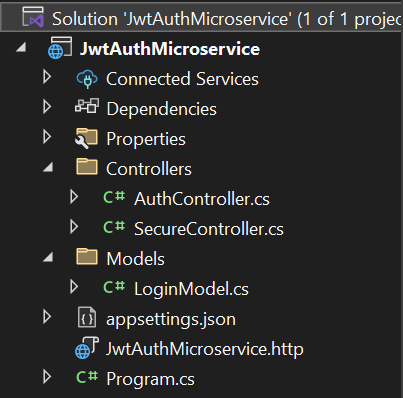 Solution 'JwtAuthMicroservice' (1 of 1 projec
JwtAuthMicroservice
Connected Services
Dependencies
Properties
Controllers
C# AuthController.cs
C# SecureController.cs
Models
C# LoginModel.cs
appsettings.json
JwtAuthMicroservice.http
C# Program.cs